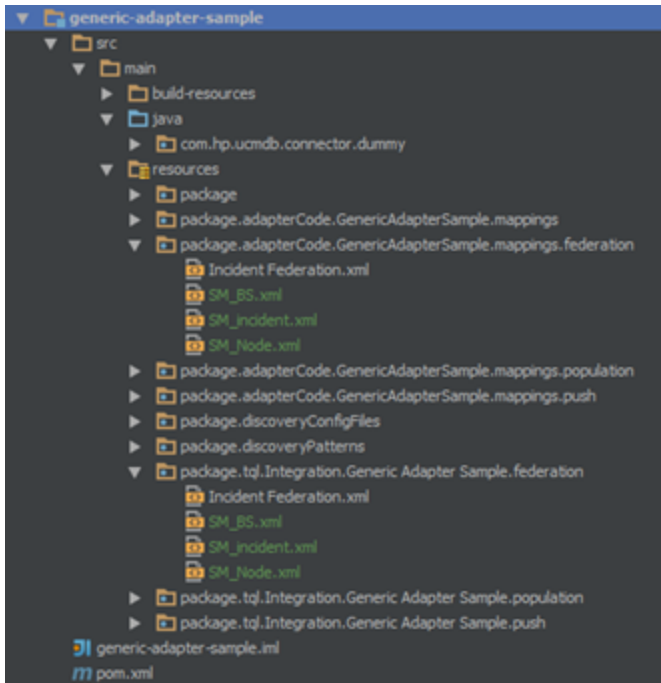 generic-adapter-sample
src
main
build-resources
java
com.hp.ucmdb.connector.dummy
resources
package
package.adapterCode.GenericAdapterSample.mappings
package.adapterCode.GenericAdapterSample.mappings.federation
Incident Federation.xml
SM_BS.xml
SM_incident.xml
SM_Node.xml
package.adapterCode.GenericAdapterSample.mappings.population
package.adapterCode.GenericAdapterSample.mappings.push
package.discoveryConfigFiles
package.discoveryPatterns
package.tql.Integration.Generic Adapter Sample.federation
Incident Federation.xml
SM_BS.xml
SM_incident.xml
SM_Node.xml
package.tql.Integration.Generic Adapter Sample.population
package.tql.Integration.Generic Adapter Sample.push
generic-adapter-sample.iml
pom.xml